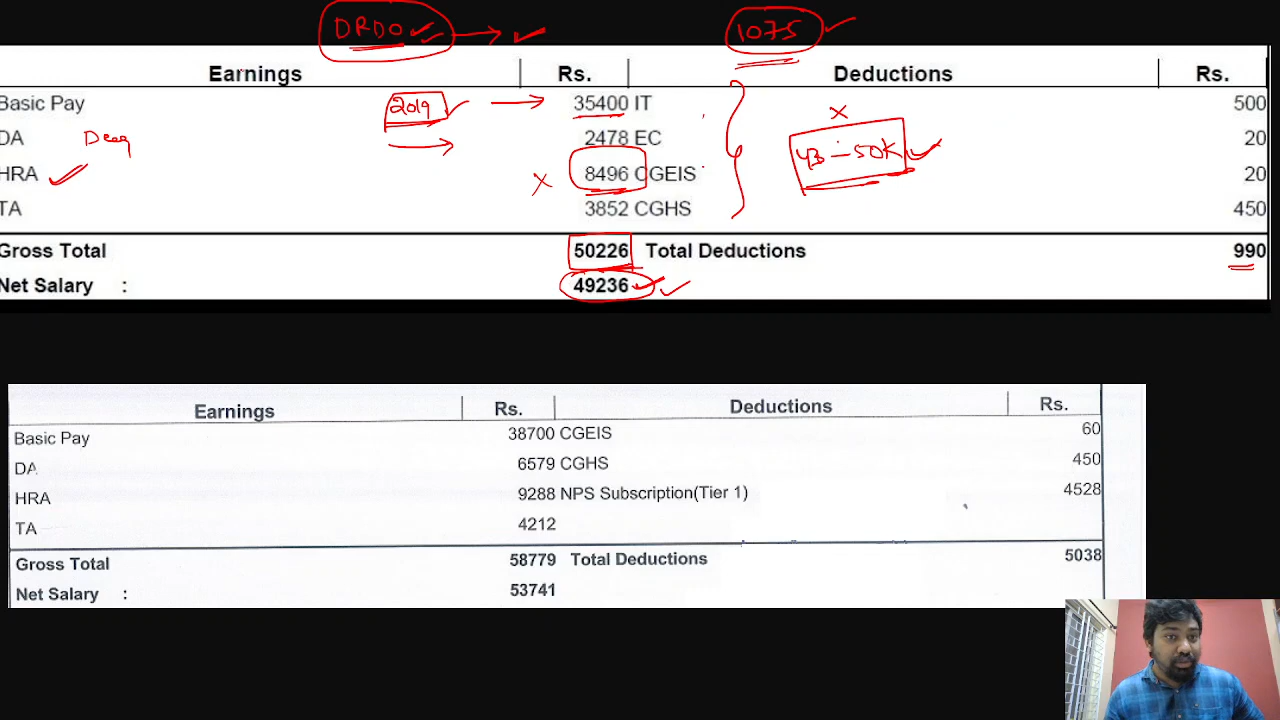 DRDO 1075
Earnings Rs. Deductions Rs.
Basic Pay 2019 35400 IT 500
DA 2478 EC 20
43 - 50K
HRA 8496 CGEIS 20
TA 3852 CGHS 450
Gross Total 50226 Total Deductions 990
Net Salary : 49236
Earnings Rs. Deductions Rs.
Basic Pay 38700 CGEIS 60
DA 6579 CGHS 450
HRA 9288 NPS Subscription(Tier 1) 4528
TA 4212
Gross Total 58779 Total Deductions 5038
Net Salary : 53741